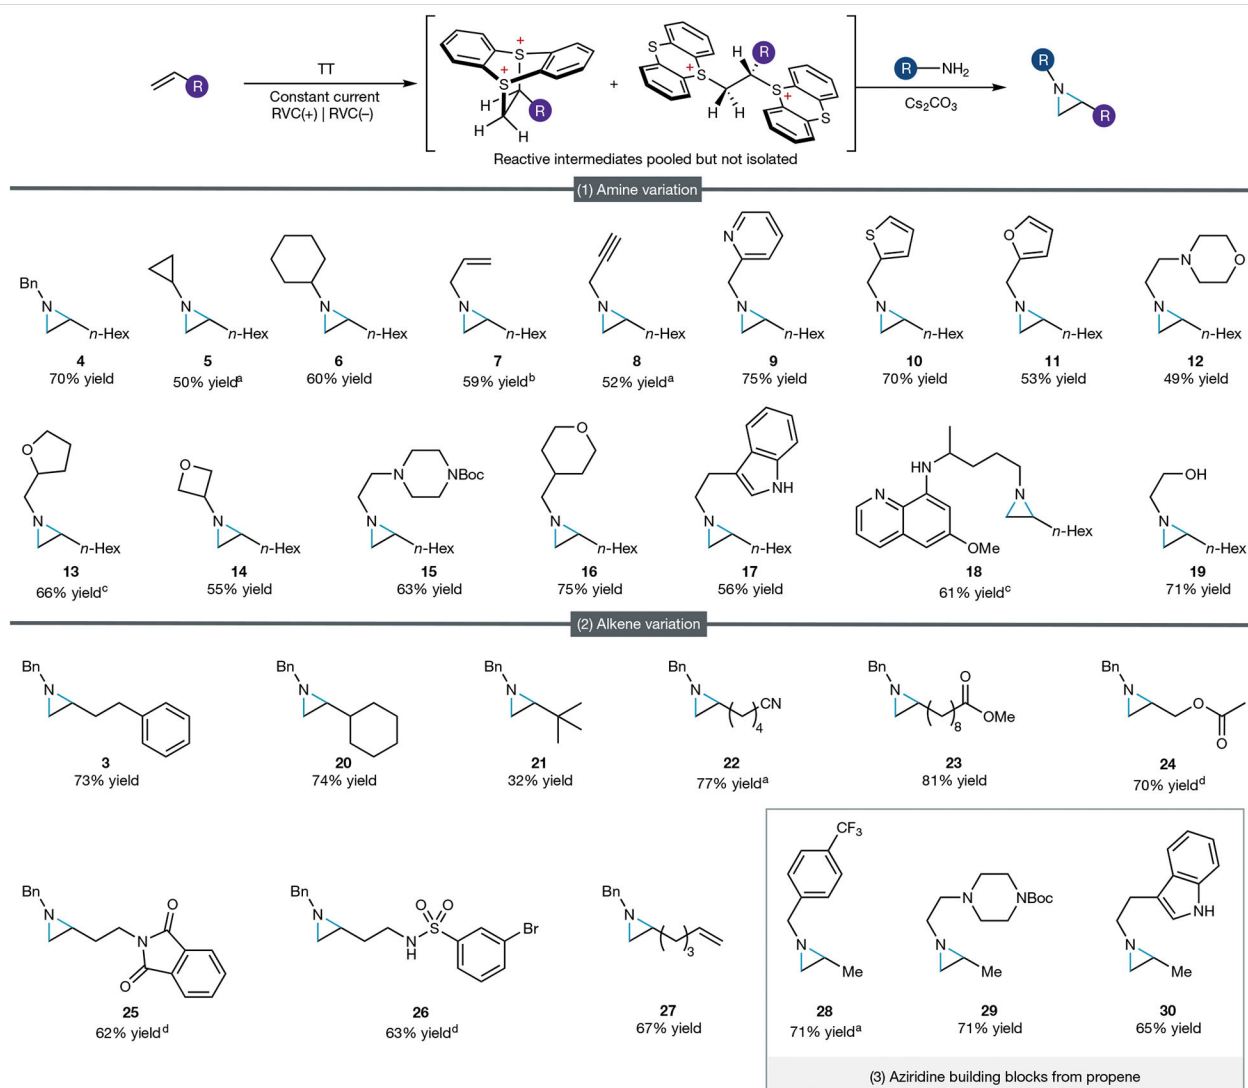 R
TT
Constant current
RVC(+) | RVC(–)
S + S + H R H H
+
S S + H R H H S + S
Reactive intermediates pooled but not isolated
R—NH₂
Cs₂CO₃
R N R
(1) Amine variation
Bn N n-Hex
N n-Hex
N n-Hex
N n-Hex
N n-Hex
N N n-Hex
S N n-Hex
O N n-Hex
N O N n-Hex
4 5 6 7 8 9 10 11 12
70% yield 50% yieldᵃ 60% yield 59% yieldᵇ 52% yieldᵃ 75% yield 70% yield 53% yield 49% yield
O N n-Hex
O N n-Hex
N NBoc N n-Hex
O N n-Hex
NH N n-Hex
HN N OMe N n-Hex
OH N n-Hex
13 14 15 16 17 18 19
66% yieldᶜ 55% yield 63% yield 75% yield 56% yield 61% yieldᶜ 71% yield
(2) Alkene variation
Bn N
Bn N
Bn N
Bn N ( )₄ CN
Bn N ( )₈ O OMe
Bn N O O
3 20 21 22 23 24
73% yield 74% yield 32% yield 77% yieldᵃ 81% yield 70% yieldᵈ
Bn N N O O
Bn N N H S O O Br
Bn N ( )₃
CF₃ N Me
N NBoc N Me
NH N Me
25 26 27 28 29 30
62% yieldᵈ 63% yieldᵈ 67% yield 71% yieldᵃ 71% yield 65% yield
(3) Aziridine building blocks from propene